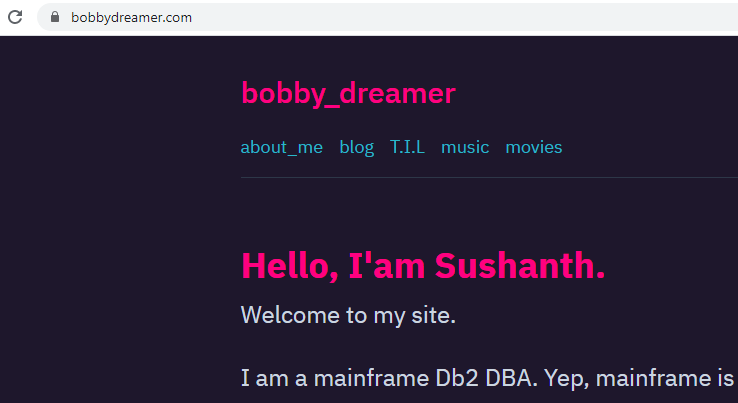 bobbydreamer.com
bobby_dreamer
about_me blog T.I.L music movies
Hello, I'am Sushanth.
Welcome to my site.
I am a mainframe Db2 DBA. Yep, mainframe is